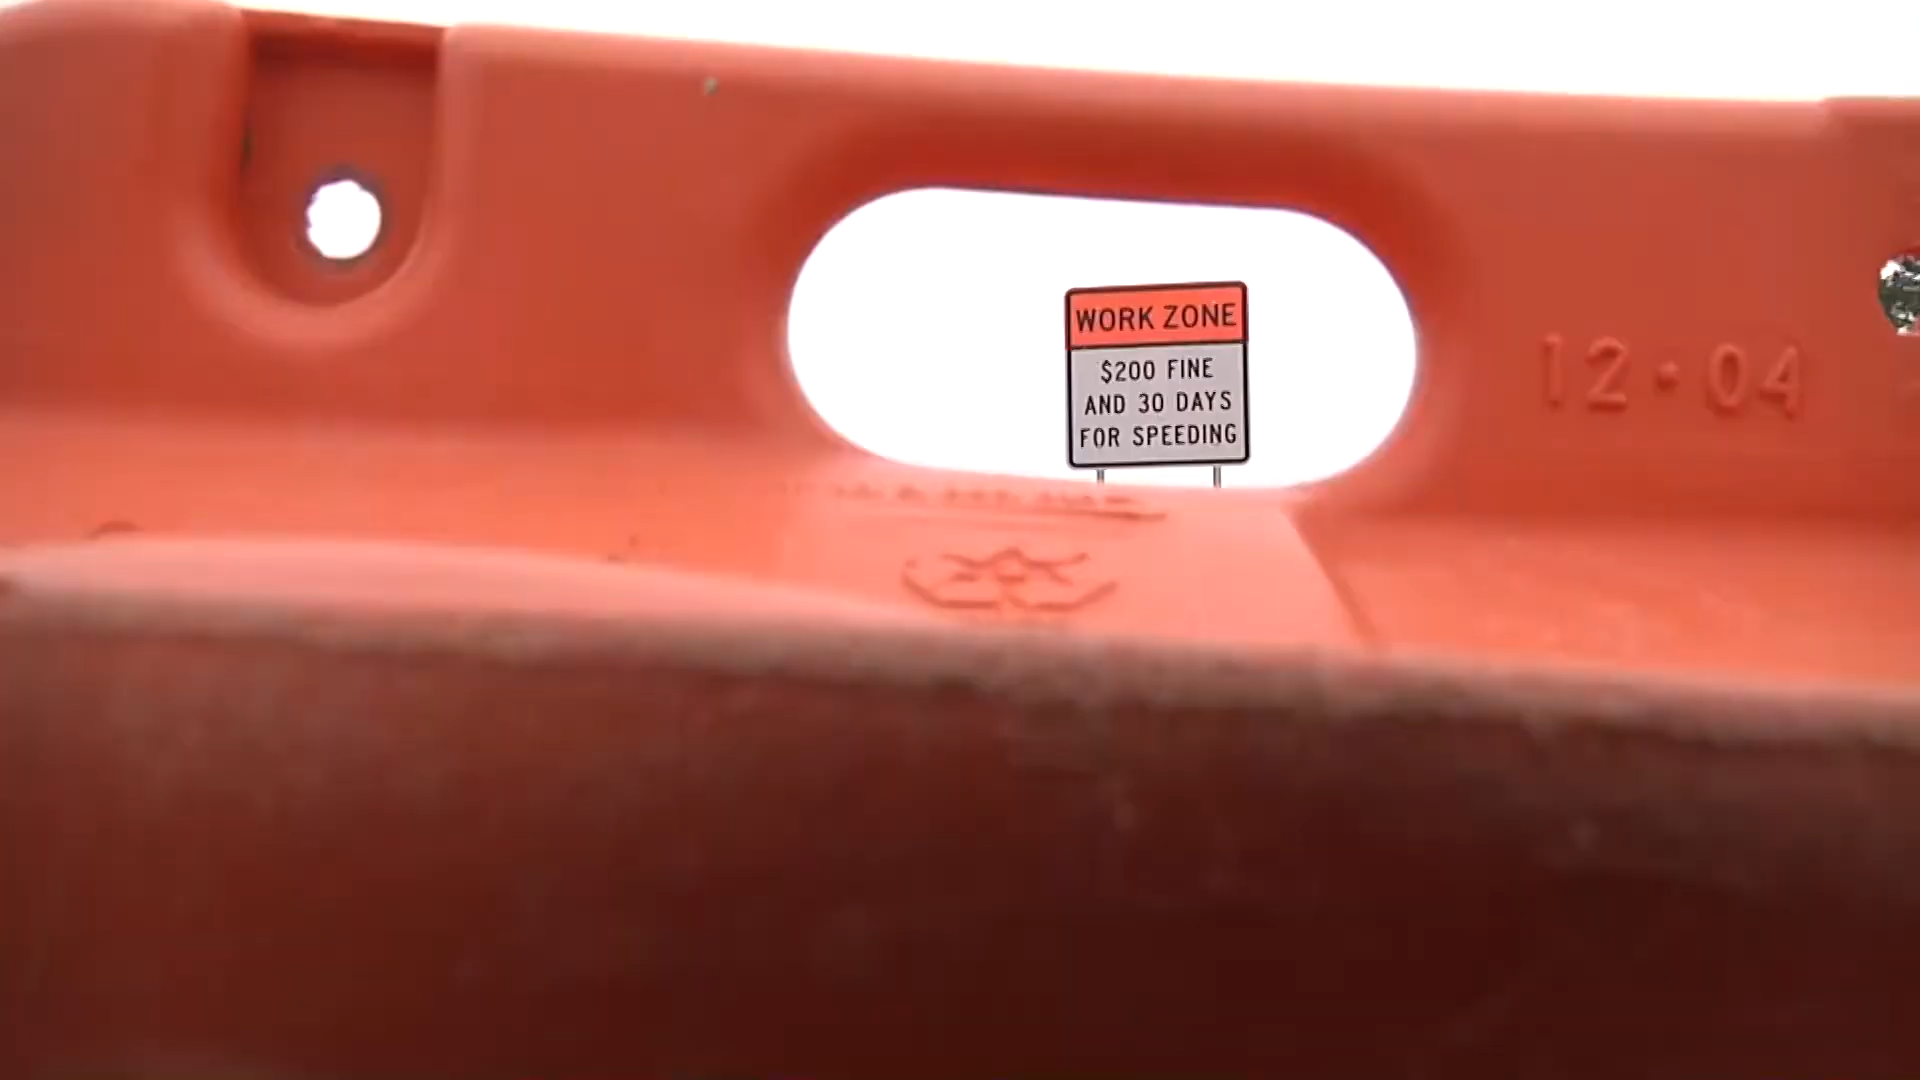 WORK ZONE
$200 FINE
AND 30 DAYS
FOR SPEEDING
12•04